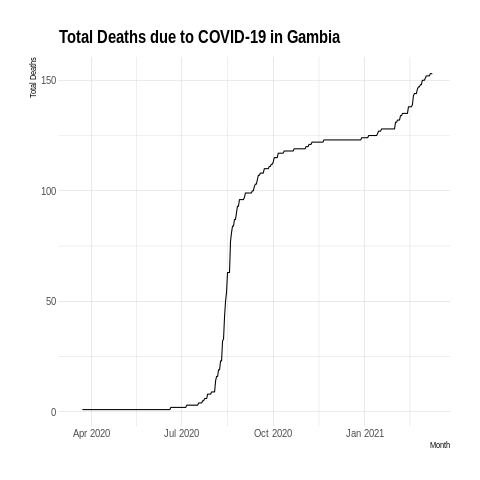 Total Deaths due to COVID-19 in Gambia
Total Deaths
150
100
50
0
Apr 2020 Jul 2020 Oct 2020 Jan 2021
Month